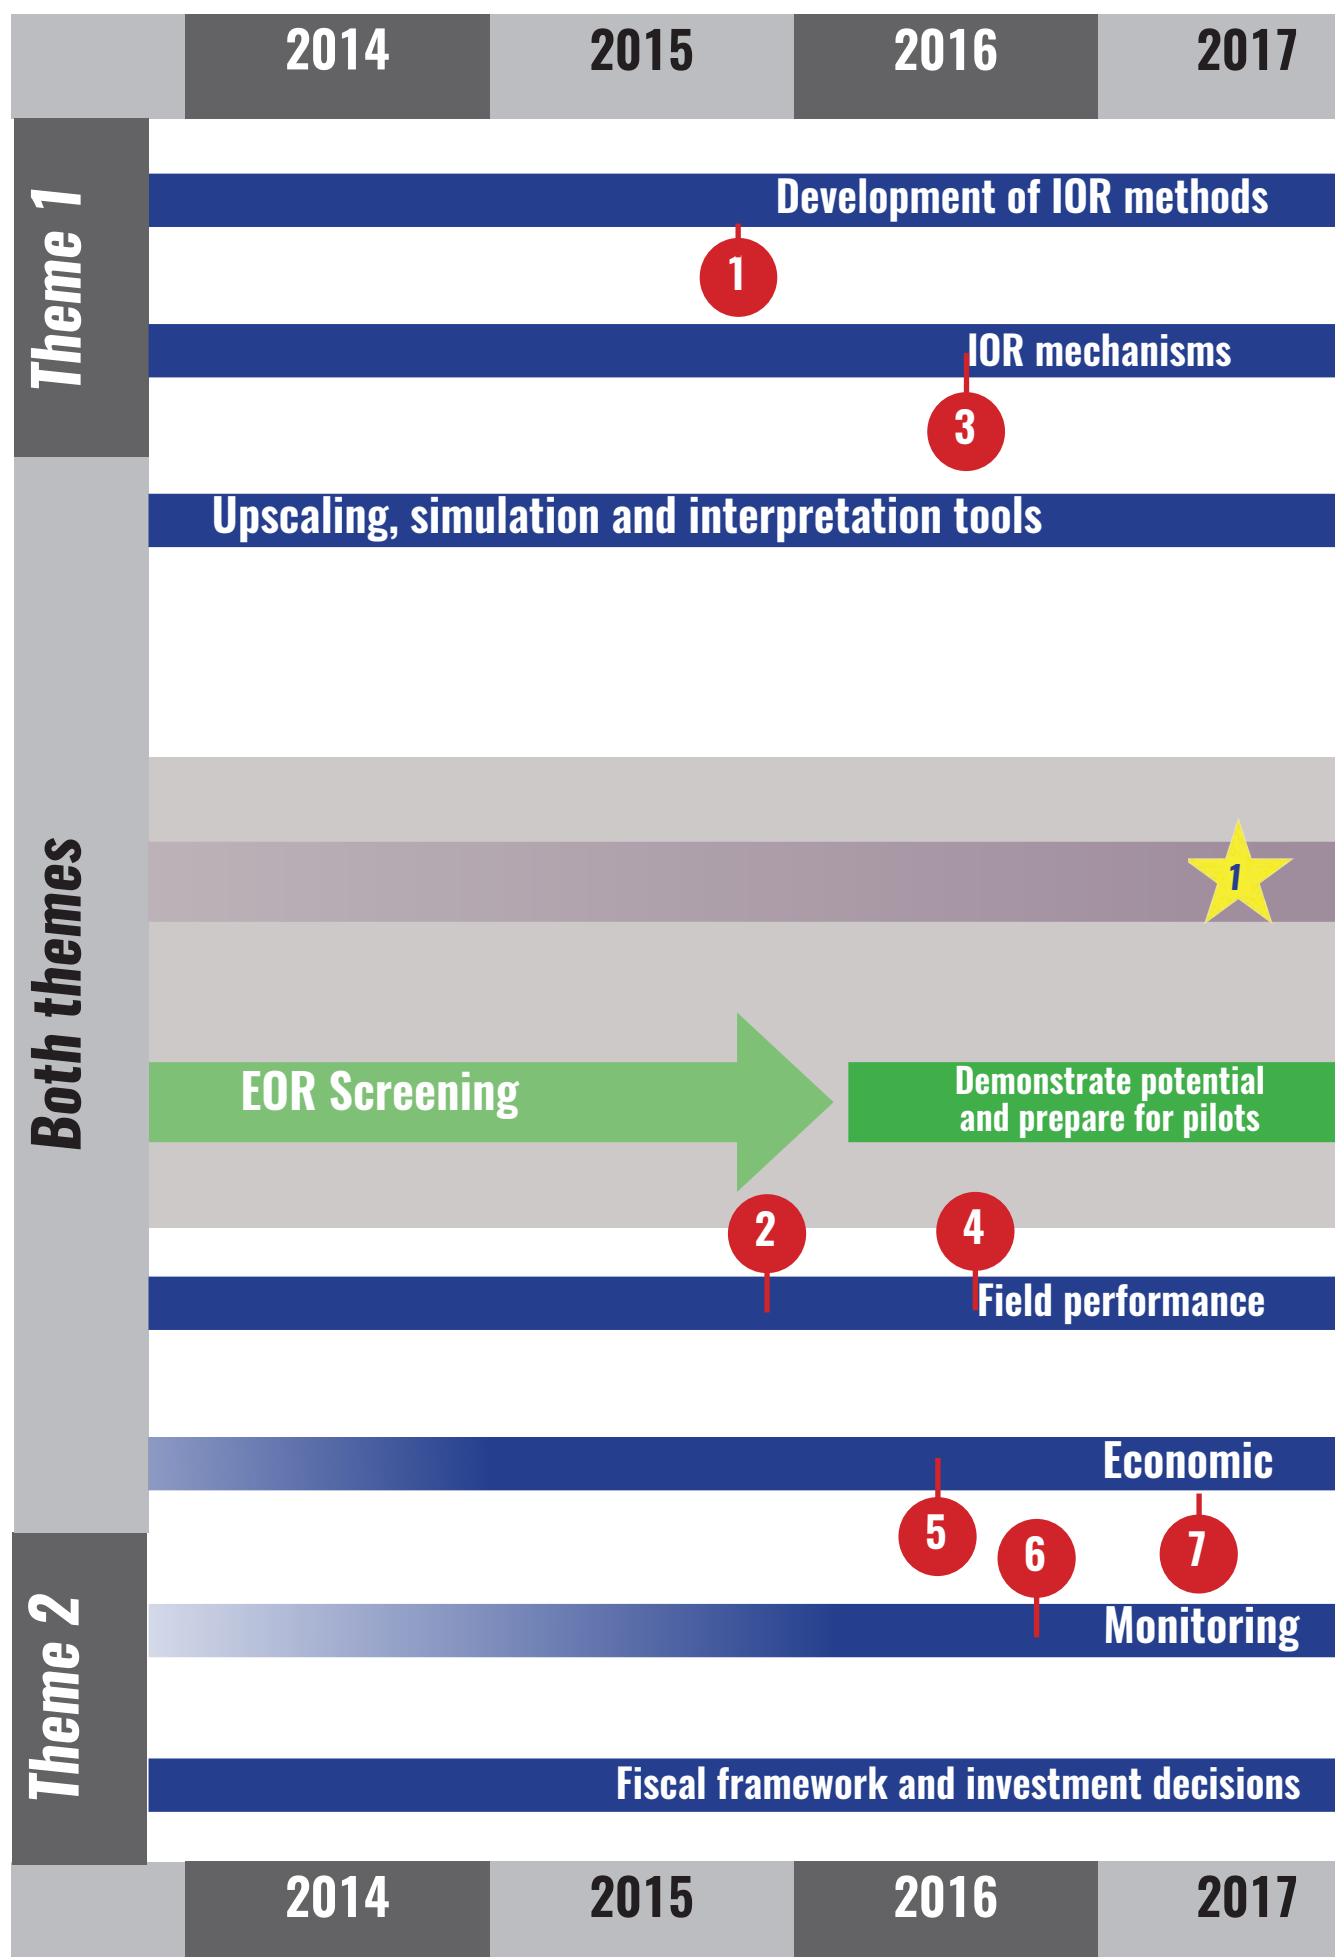 2014 2015 2016 2017
Theme 1
Development of IOR methods
1
IOR mechanisms
3
Both themes
Upscaling, simulation and interpretation tools
1
EOR Screening
Demonstrate potential
and prepare for pilots
2 4
Field performance
Economic
5 6 7
Theme 2
Monitoring
Fiscal framework and investment decisions
2014 2015 2016 2017